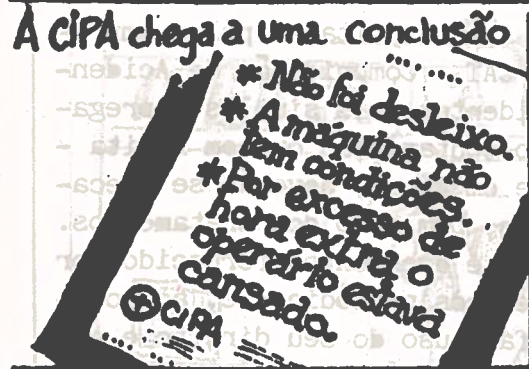 A CIPA chega a uma conclusão
* Não foi desleixo.
* A máquina não
tem condições.
* Por excesso de
hora extra o
operário estava
cansado.
CIPA